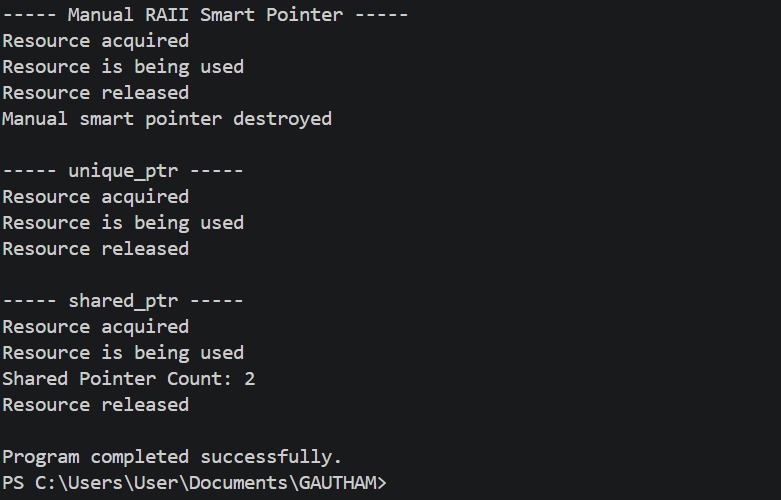 ----- Manual RAII Smart Pointer -----
Resource acquired
Resource is being used
Resource released
Manual smart pointer destroyed
----- unique_ptr -----
Resource acquired
Resource is being used
Resource released
----- shared_ptr -----
Resource acquired
Resource is being used
Shared Pointer Count: 2
Resource released
Program completed successfully.
PS C:\Users\User\Documents\GAUTHAM>